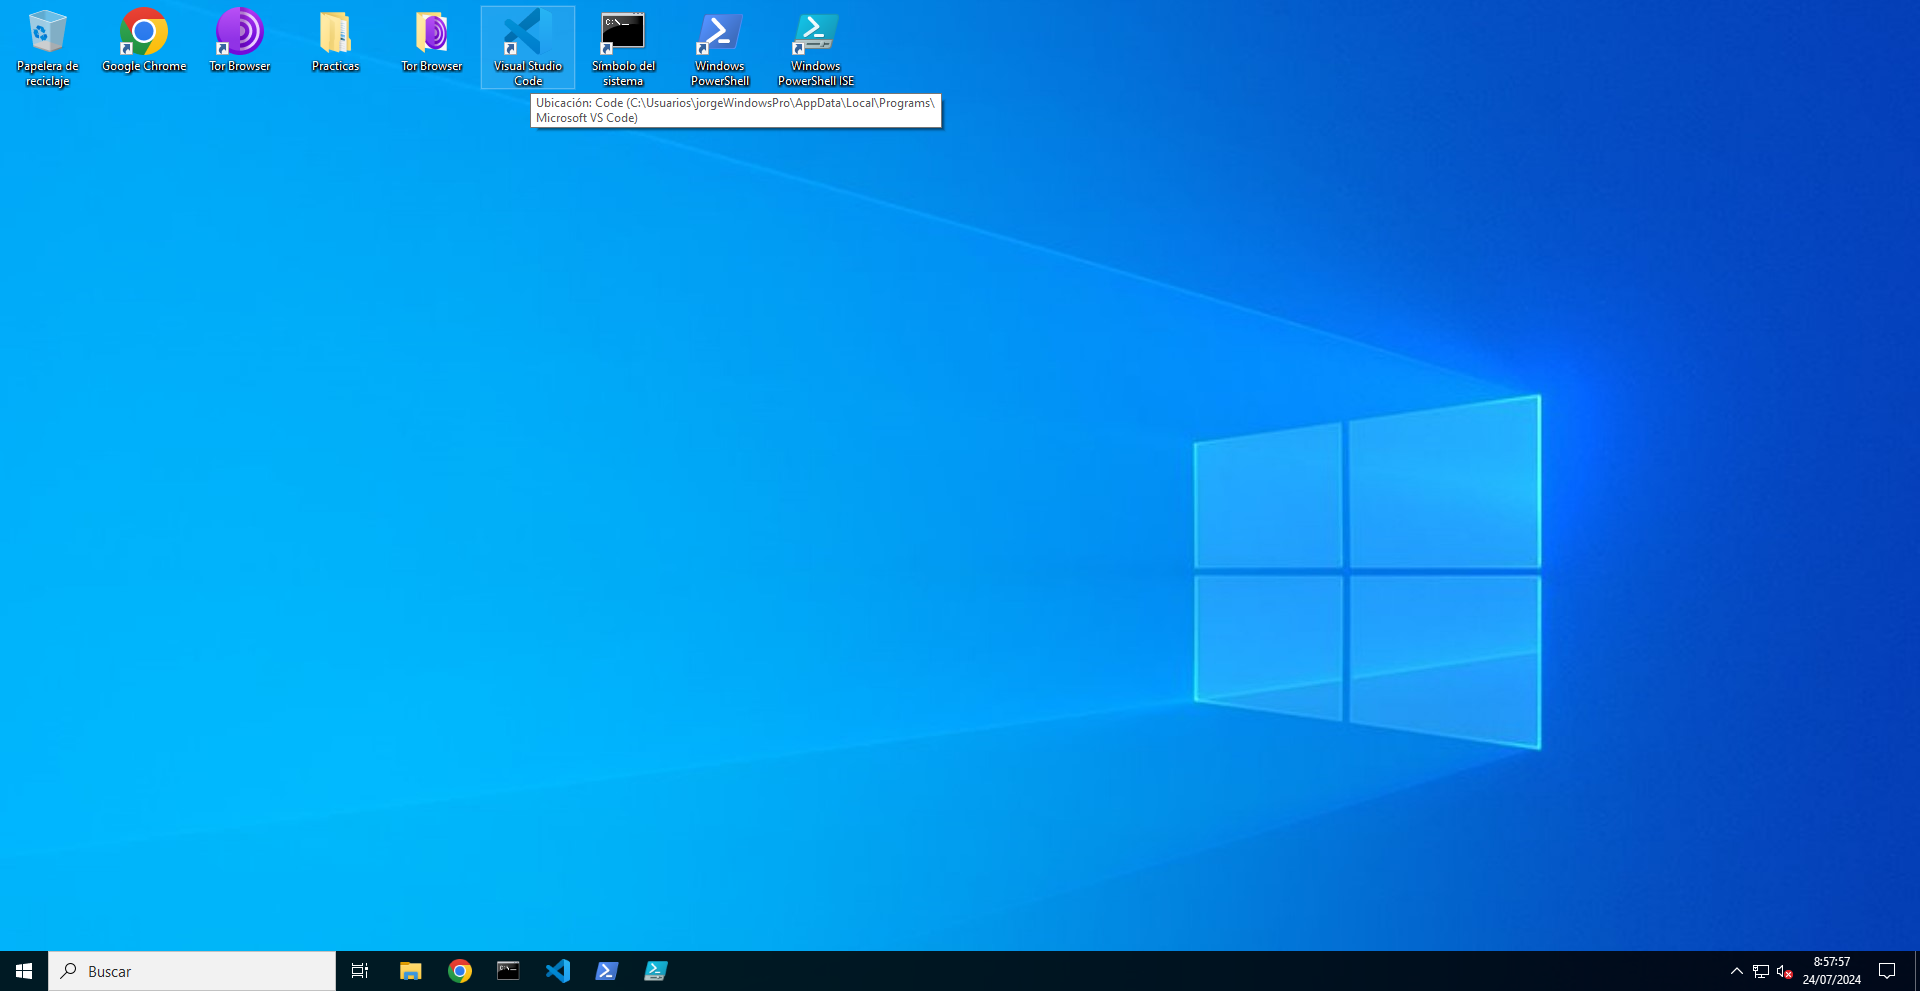 Papelera de
reciclaje
Google Chrome
Tor Browser
Practicas
Tor Browser
Visual Studio
Code
Símbolo del
sistema
Windows
PowerShell
Windows
PowerShell ISE
Ubicación: Code (C:\Usuarios\jorgeWindowsPro\AppData\Local\Programs\
Microsoft VS Code)
Buscar
8:57:57
24/07/2024